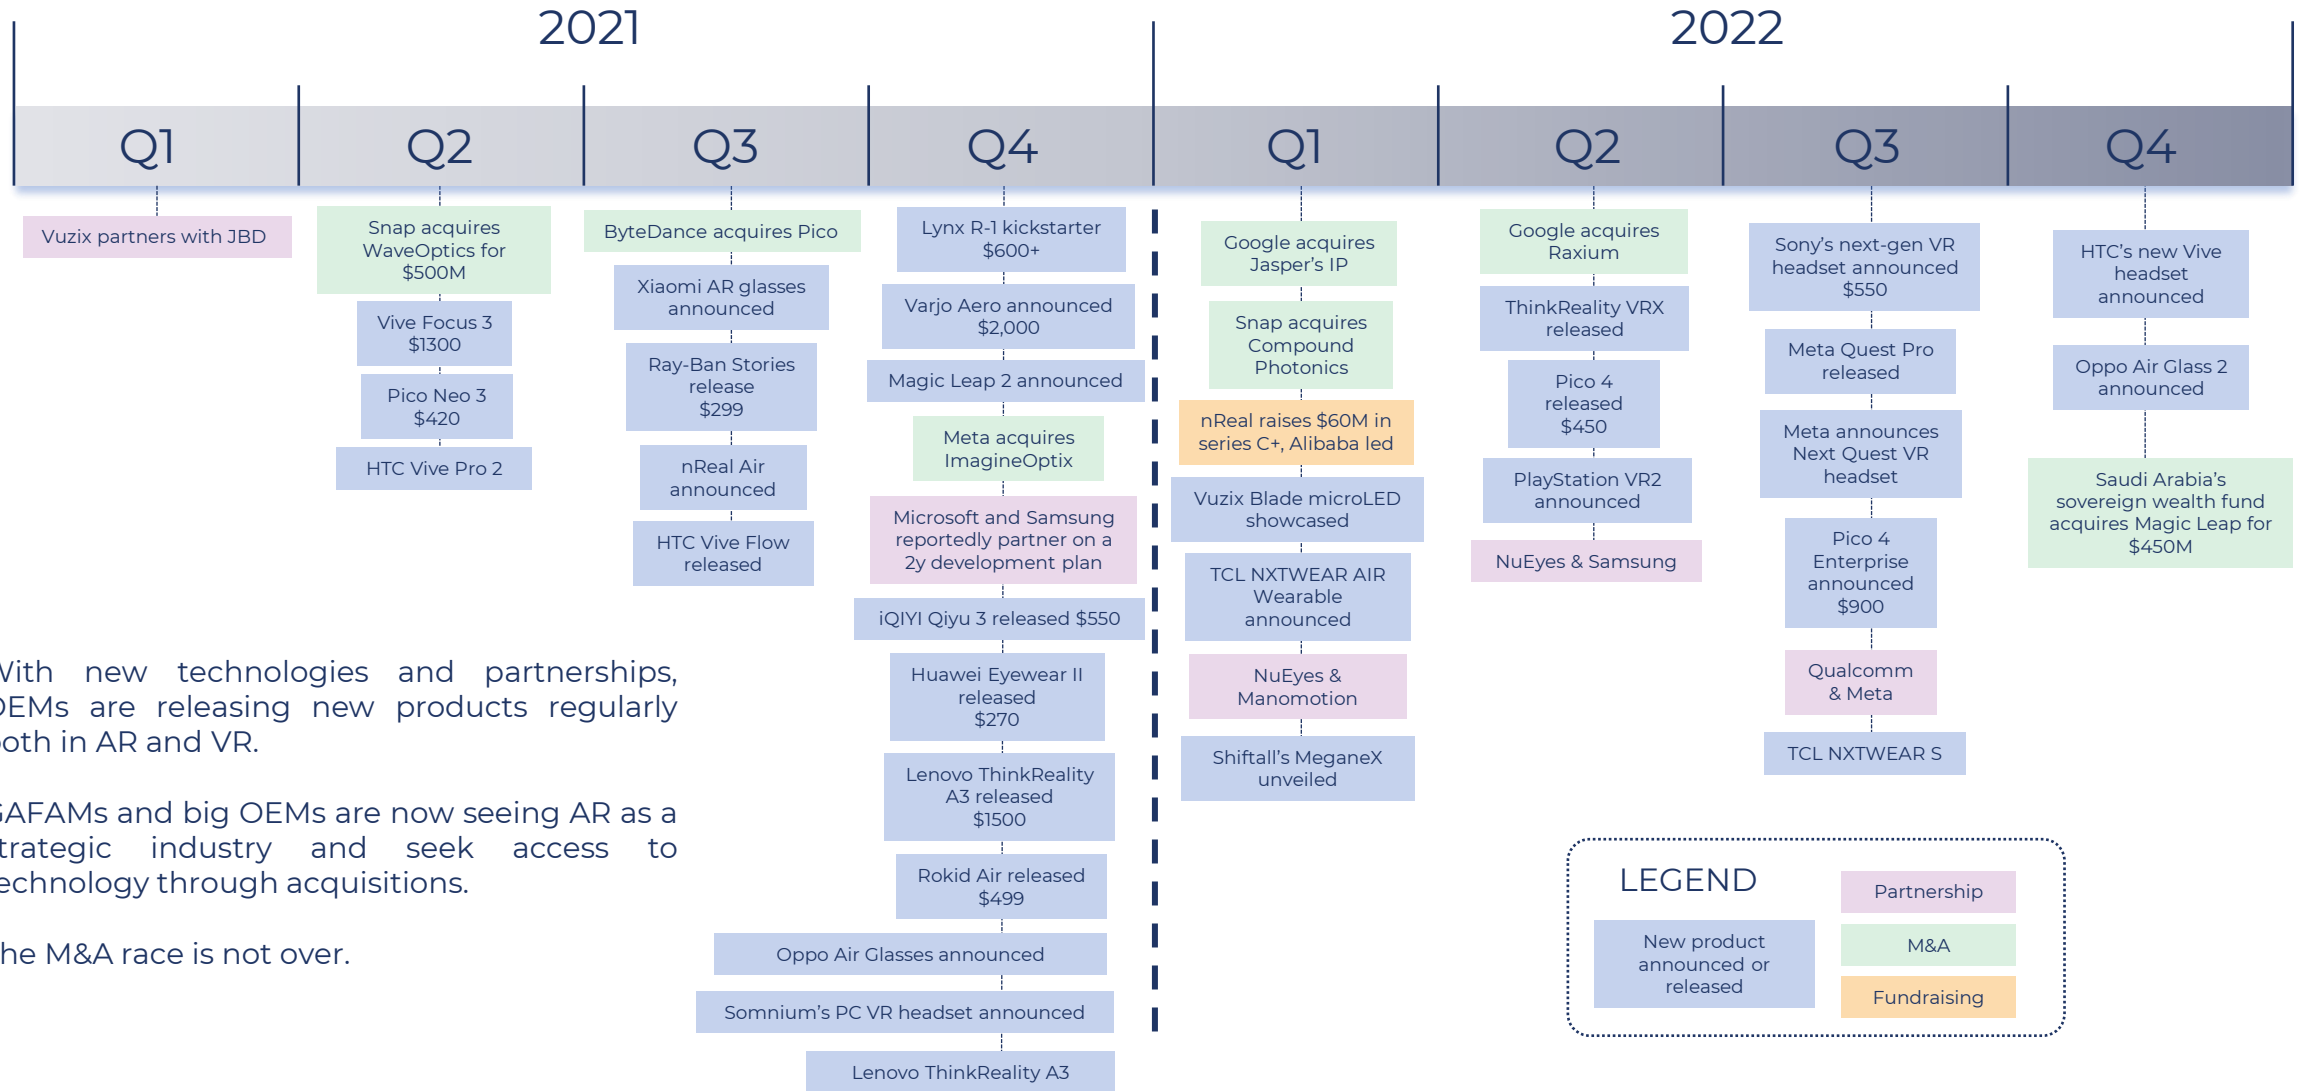 2021
2022
Q1
Q2
Q3
Q4
Q1
Q2
Q3
Q4
Vuzix partners with JBD
Snap acquires
WaveOptics for
$500M
Vive Focus 3
$1300
Pico Neo 3
$420
HTC Vive Pro 2
ByteDance acquires Pico
Xiaomi AR glasses
announced
Ray-Ban Stories
release
$299
nReal Air
announced
HTC Vive Flow
released
Lynx R-1 kickstarter
$600+
Varjo Aero announced
$2,000
Magic Leap 2 announced
Meta acquires
ImagineOptix
Microsoft and Samsung
reportedly partner on a
2y development plan
iQIYI Qiyu 3 released $550
Huawei Eyewear II
released
$270
Lenovo ThinkReality
A3 released
$1500
Rokid Air released
$499
Oppo Air Glasses announced
Somnium's PC VR headset announced
Lenovo ThinkReality A3
Google acquires
Jasper's IP
Snap acquires
Compound
Photonics
nReal raises $60M in
series C+, Alibaba led
Vuzix Blade microLED
showcased
TCL NXTWEAR AIR
Wearable
announced
NuEyes &
Manomotion
Shiftall's MeganeX
unveiled
Google acquires
Raxium
ThinkReality VRX
released
Pico 4
released
$450
PlayStation VR2
announced
NuEyes & Samsung
Sony's next-gen VR
headset announced
$550
Meta Quest Pro
released
Meta announces
Next Quest VR
headset
Pico 4
Enterprise
announced
$900
Qualcomm
& Meta
TCL NXTWEAR S
HTC's new Vive
headset
announced
Oppo Air Glass 2
announced
Saudi Arabia's
sovereign wealth fund
acquires Magic Leap for
$450M
With new technologies and partnerships,
OEMs are releasing new products regularly
both in AR and VR.
GAFAMs and big OEMs are now seeing AR as a
strategic industry and seek access to
technology through acquisitions.
The M&A race is not over.
LEGEND
New product
announced or
released
Partnership
M&A
Fundraising